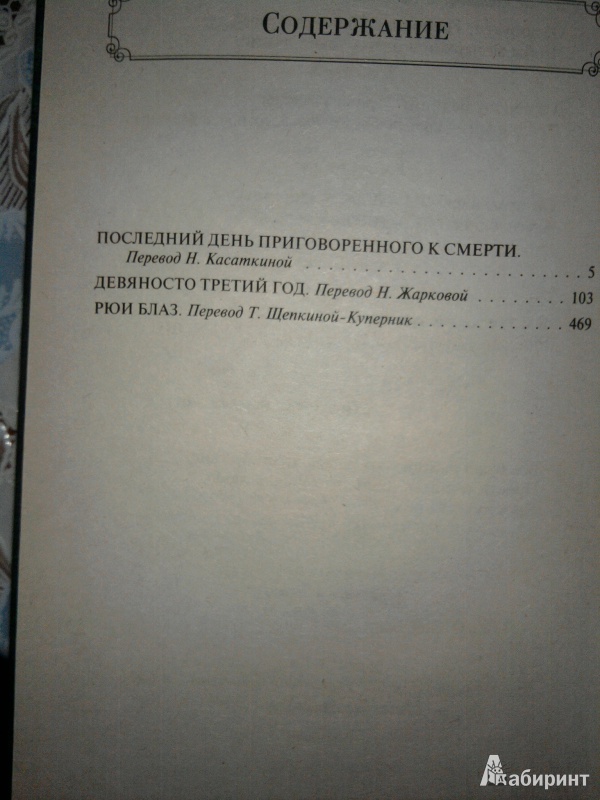 СОДЕРЖАНИЕ
ПОСЛЕДНИЙ ДЕНЬ ПРИГОВОРЕННОГО К СМЕРТИ.
Перевод Н. Касаткиной . . . . . . . . . . . . . . . . . . . . . . 5
ДЕВЯНОСТО ТРЕТИЙ ГОД. Перевод Н. Жарковой . . . . . . . . 103
РЮИ БЛАЗ. Перевод Т. Щепкиной-Куперник . . . . . . . . . . . . 469
Лабиринт